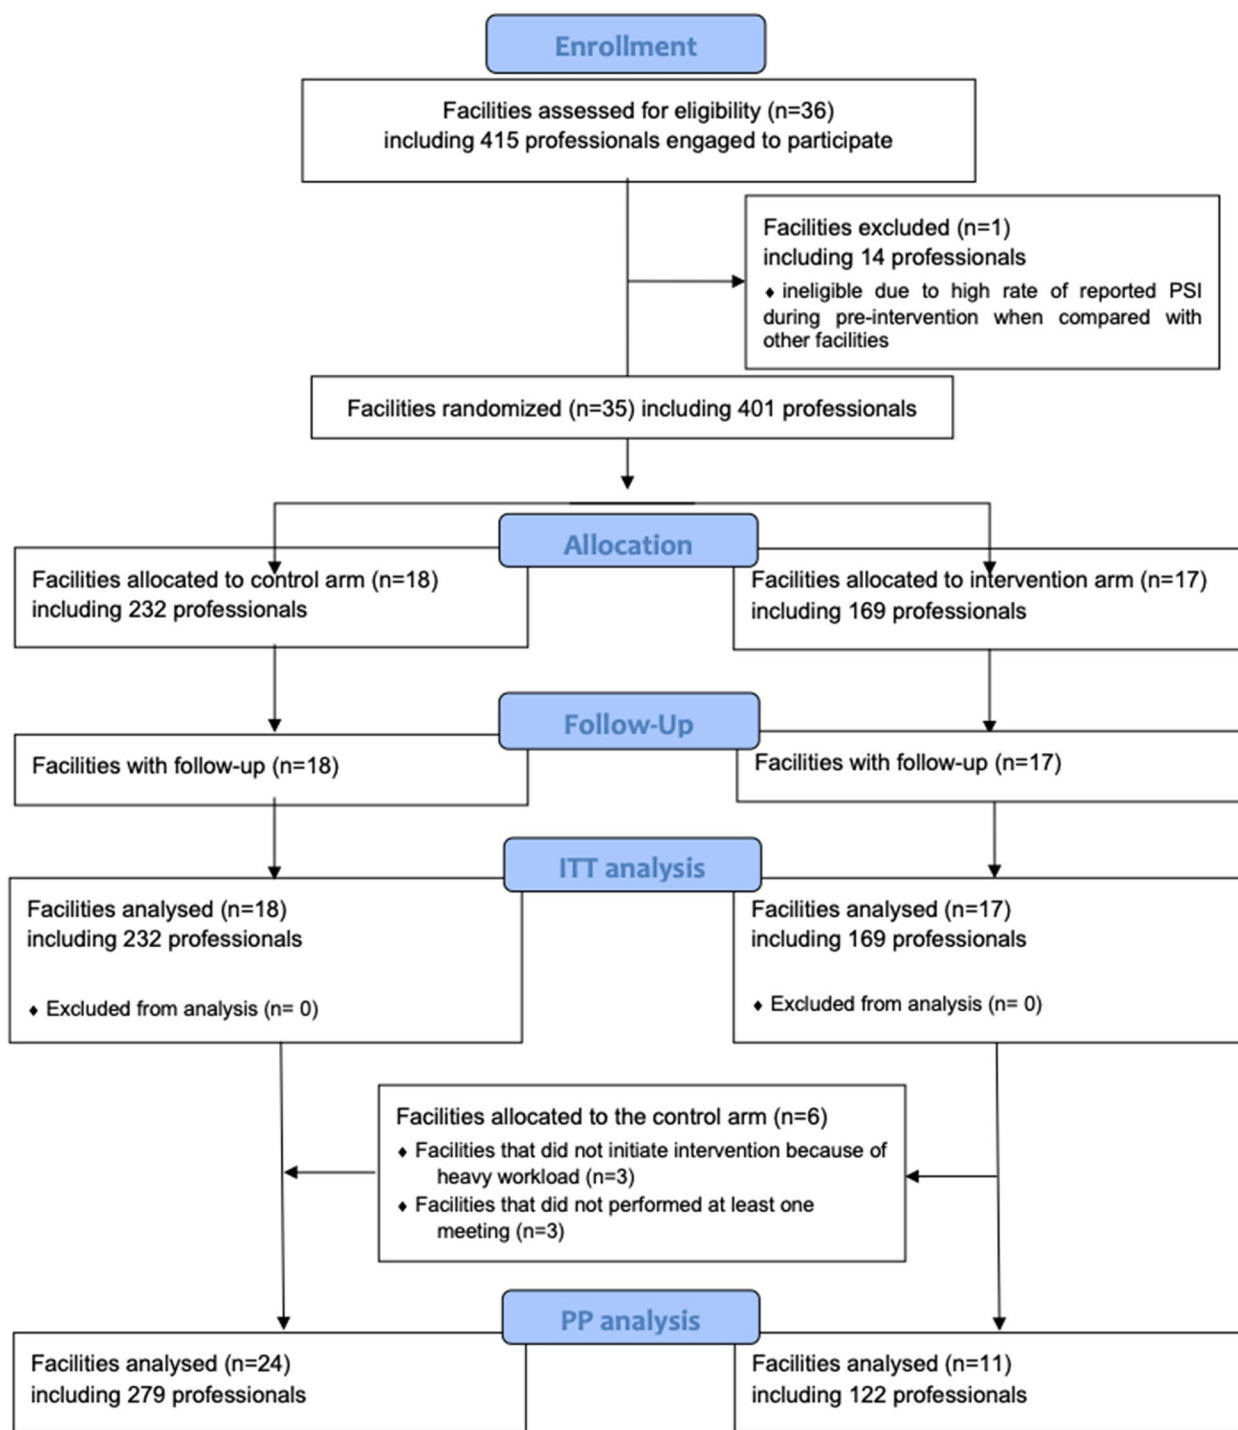 Enrollment
Facilities assessed for eligibility (n=36)
including 415 professionals engaged to participate
Facilities excluded (n=1)
including 14 professionals
♦ ineligible due to high rate of reported PSI
during pre-intervention when compared with
other facilities
Facilities randomized (n=35) including 401 professionals
Allocation
Facilities allocated to control arm (n=18)
including 232 professionals
Facilities allocated to intervention arm (n=17)
including 169 professionals
Follow-Up
Facilities with follow-up (n=18)
Facilities with follow-up (n=17)
ITT analysis
Facilities analysed (n=18)
including 232 professionals
♦ Excluded from analysis (n= 0)
Facilities analysed (n=17)
including 169 professionals
♦ Excluded from analysis (n= 0)
Facilities allocated to the control arm (n=6)
♦ Facilities that did not initiate intervention because of
heavy workload (n=3)
♦ Facilities that did not performed at least one
meeting (n=3)
PP analysis
Facilities analysed (n=24)
including 279 professionals
Facilities analysed (n=11)
including 122 professionals